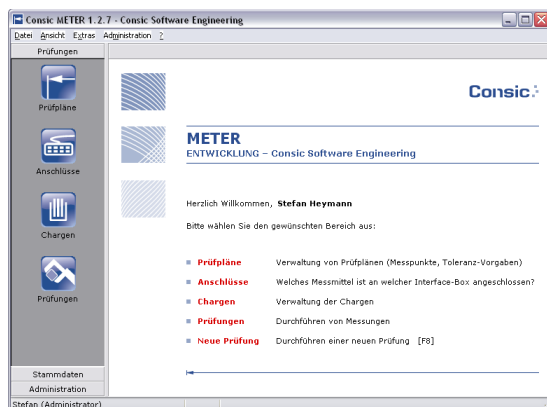 Consic METER 1.2.7 - Consic Software Engineering
Datei Ansicht Extras Administration ?
Prüfungen
Prüfpläne
Anschlüsse
Chargen
Prüfungen
Stammdaten
Administration
Consic
METER
ENTWICKLUNG – Consic Software Engineering
Herzlich Willkommen, Stefan Heymann
Bitte wählen Sie den gewünschten Bereich aus:
Prüfpläne Verwaltung von Prüfplänen (Messpunkte, Toleranz-Vorgaben)
Anschlüsse Welches Messmittel ist an welcher Interface-Box angeschlossen?
Chargen Verwaltung der Chargen
Prüfungen Durchführen von Messungen
Neue Prüfung Durchführen einer neuen Prüfung [F8]
Stefan (Administrator)